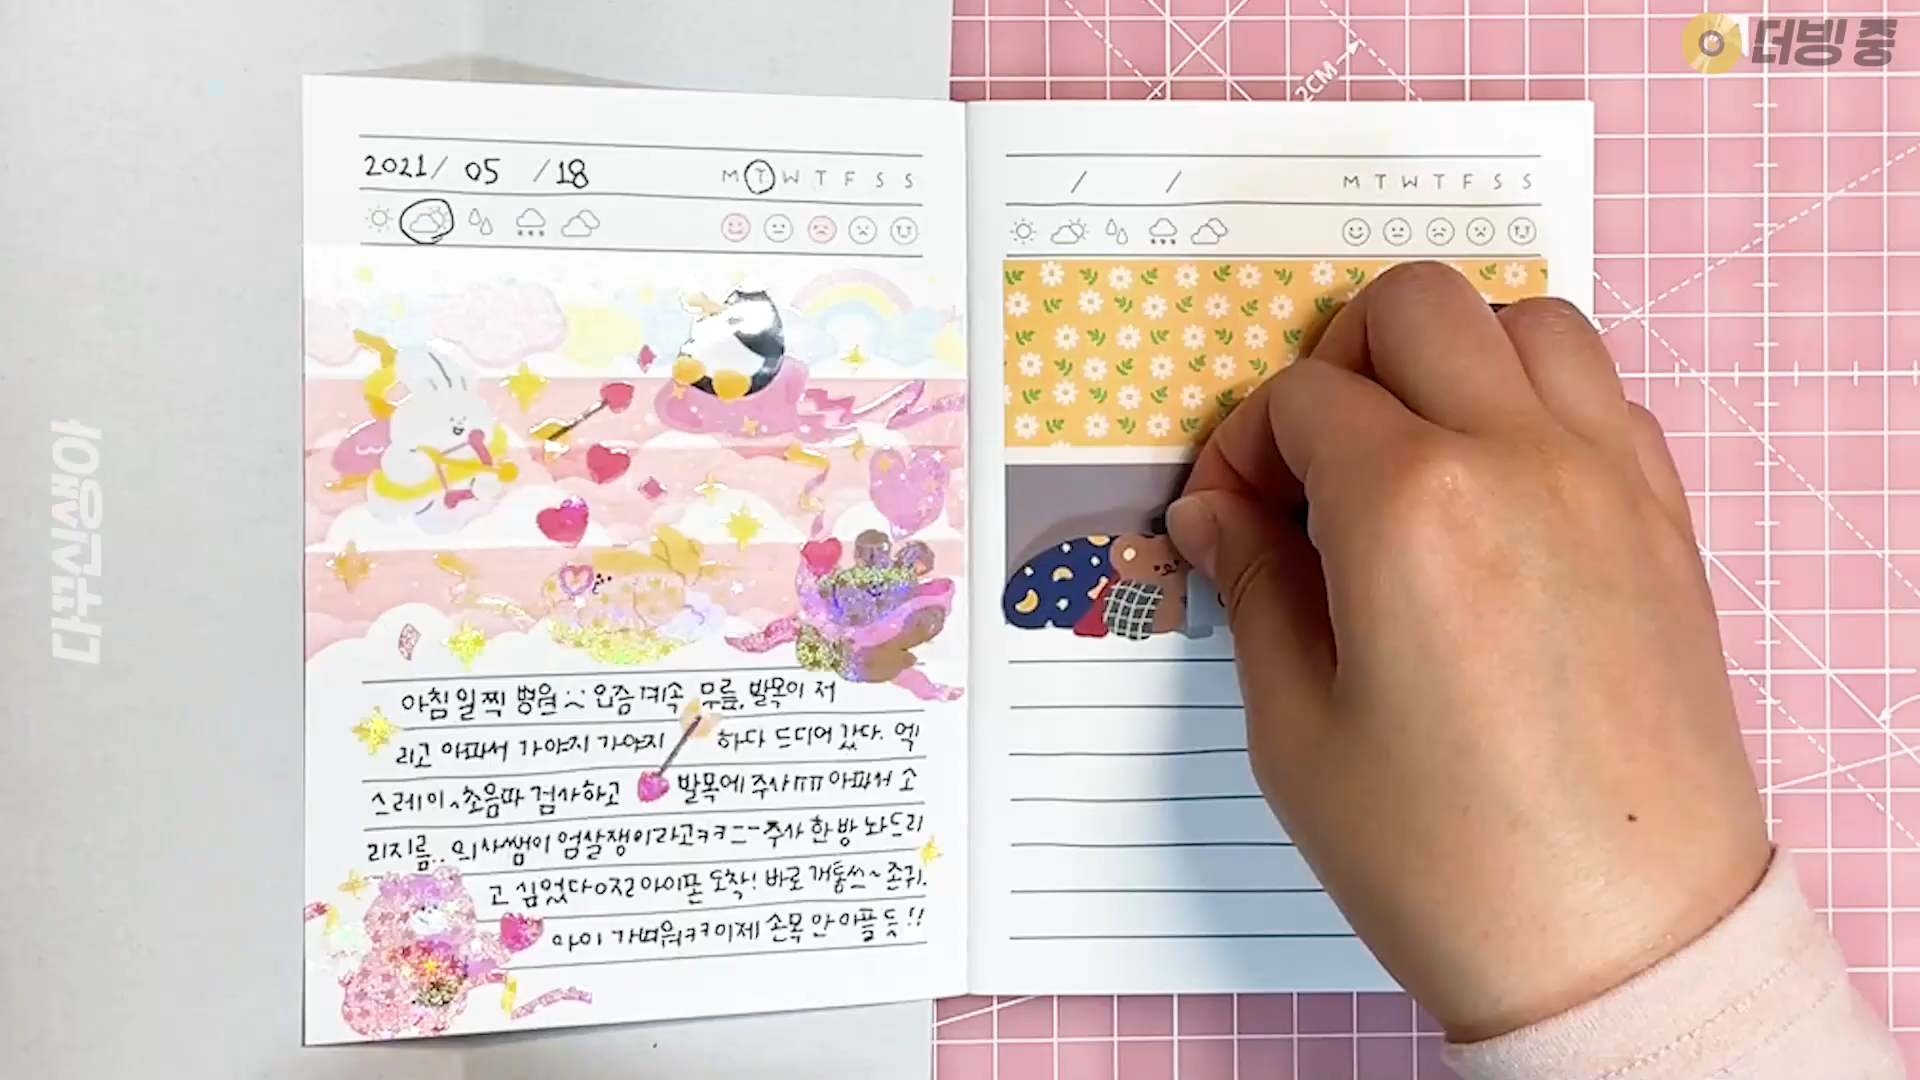 더빙 중
2CM
다꾸신생아
2021/ 05 /18
M T W T F S S
/ /
M T W T F S S
아침 일찍 병원 요즘 계속 무릎, 발목이 저
리고 아파서 가야지 가야지 하다 드디어 갔다. 엑
스레이~초음파 검사하고 발목에 주사ㅠㅠ 아파서 소
리지름.. 의사쌤이 엄살쟁이라고ㅋㅋ 주사 한 방 놔드리
고 싶었다 아이폰 도착! 바로 개통쓰~ 존귀.
아이 가벼워ㅋㅋ이제 손목 안 아플 듯!!